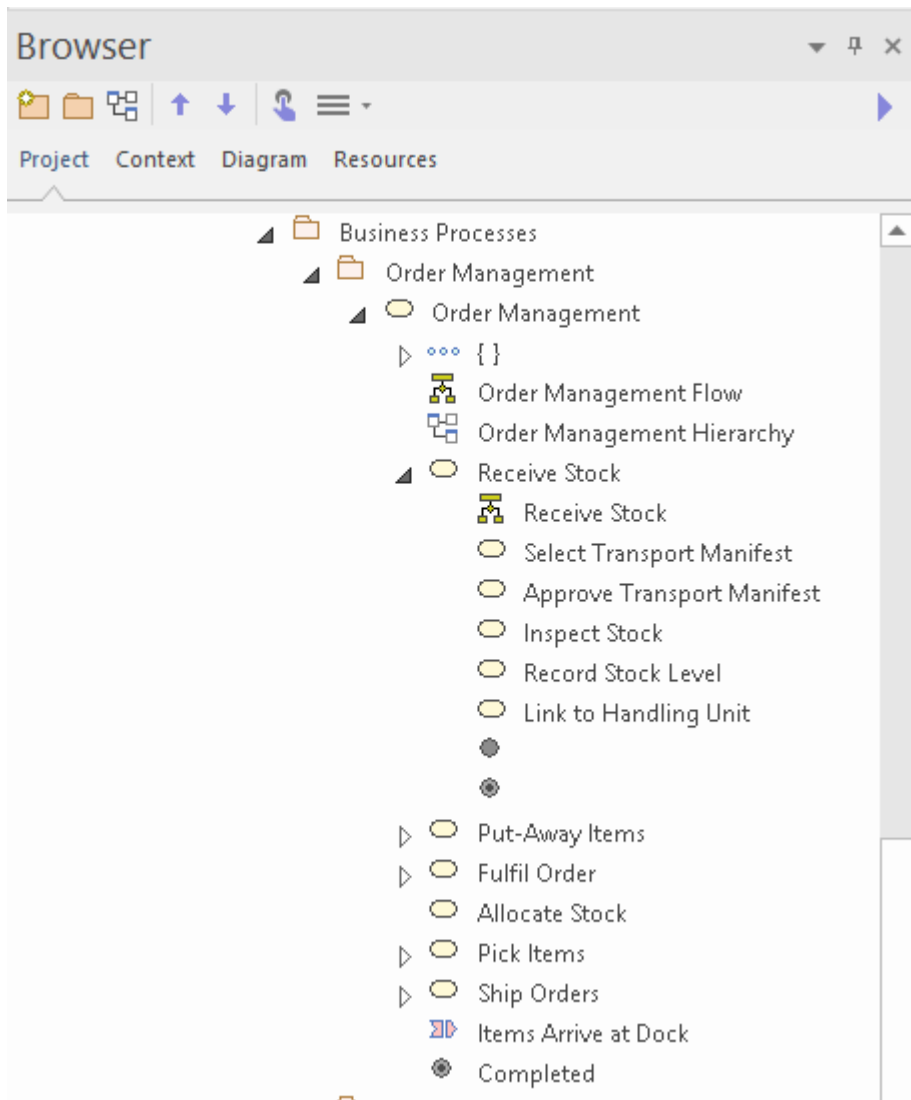 Browser
Project Context Diagram Resources
Business Processes
Order Management
Order Management
{ }
Order Management Flow
Order Management Hierarchy
Receive Stock
Receive Stock
Select Transport Manifest
Approve Transport Manifest
Inspect Stock
Record Stock Level
Link to Handling Unit
Put-Away Items
Fulfil Order
Allocate Stock
Pick Items
Ship Orders
Items Arrive at Dock
Completed